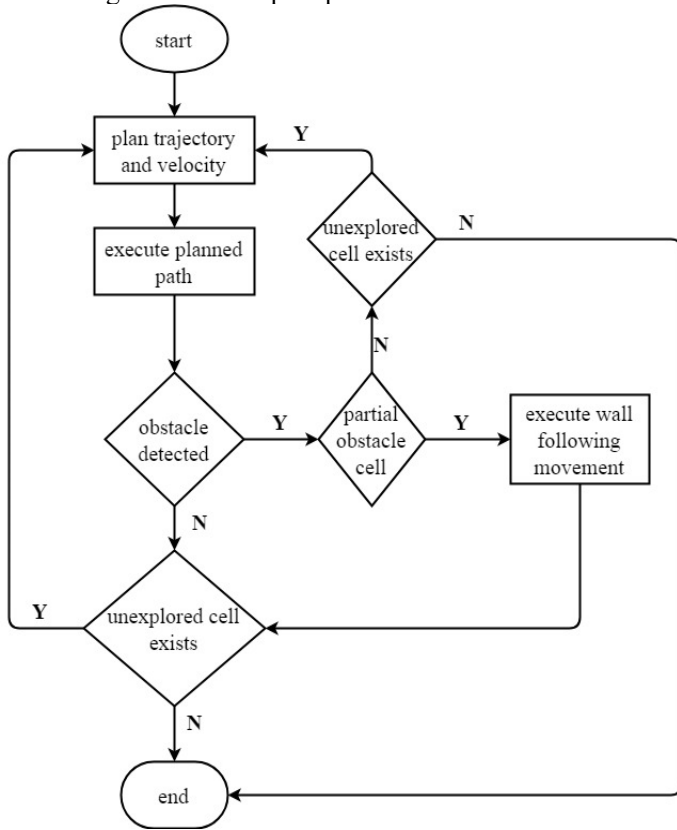 start
plan trajectory
and velocity
Y
unexplored
cell exists
N
execute planned
path
N
obstacle
detected
Y
partial
obstacle
cell
Y
execute wall
following
movement
N
Y
unexplored cell
exists
N
end